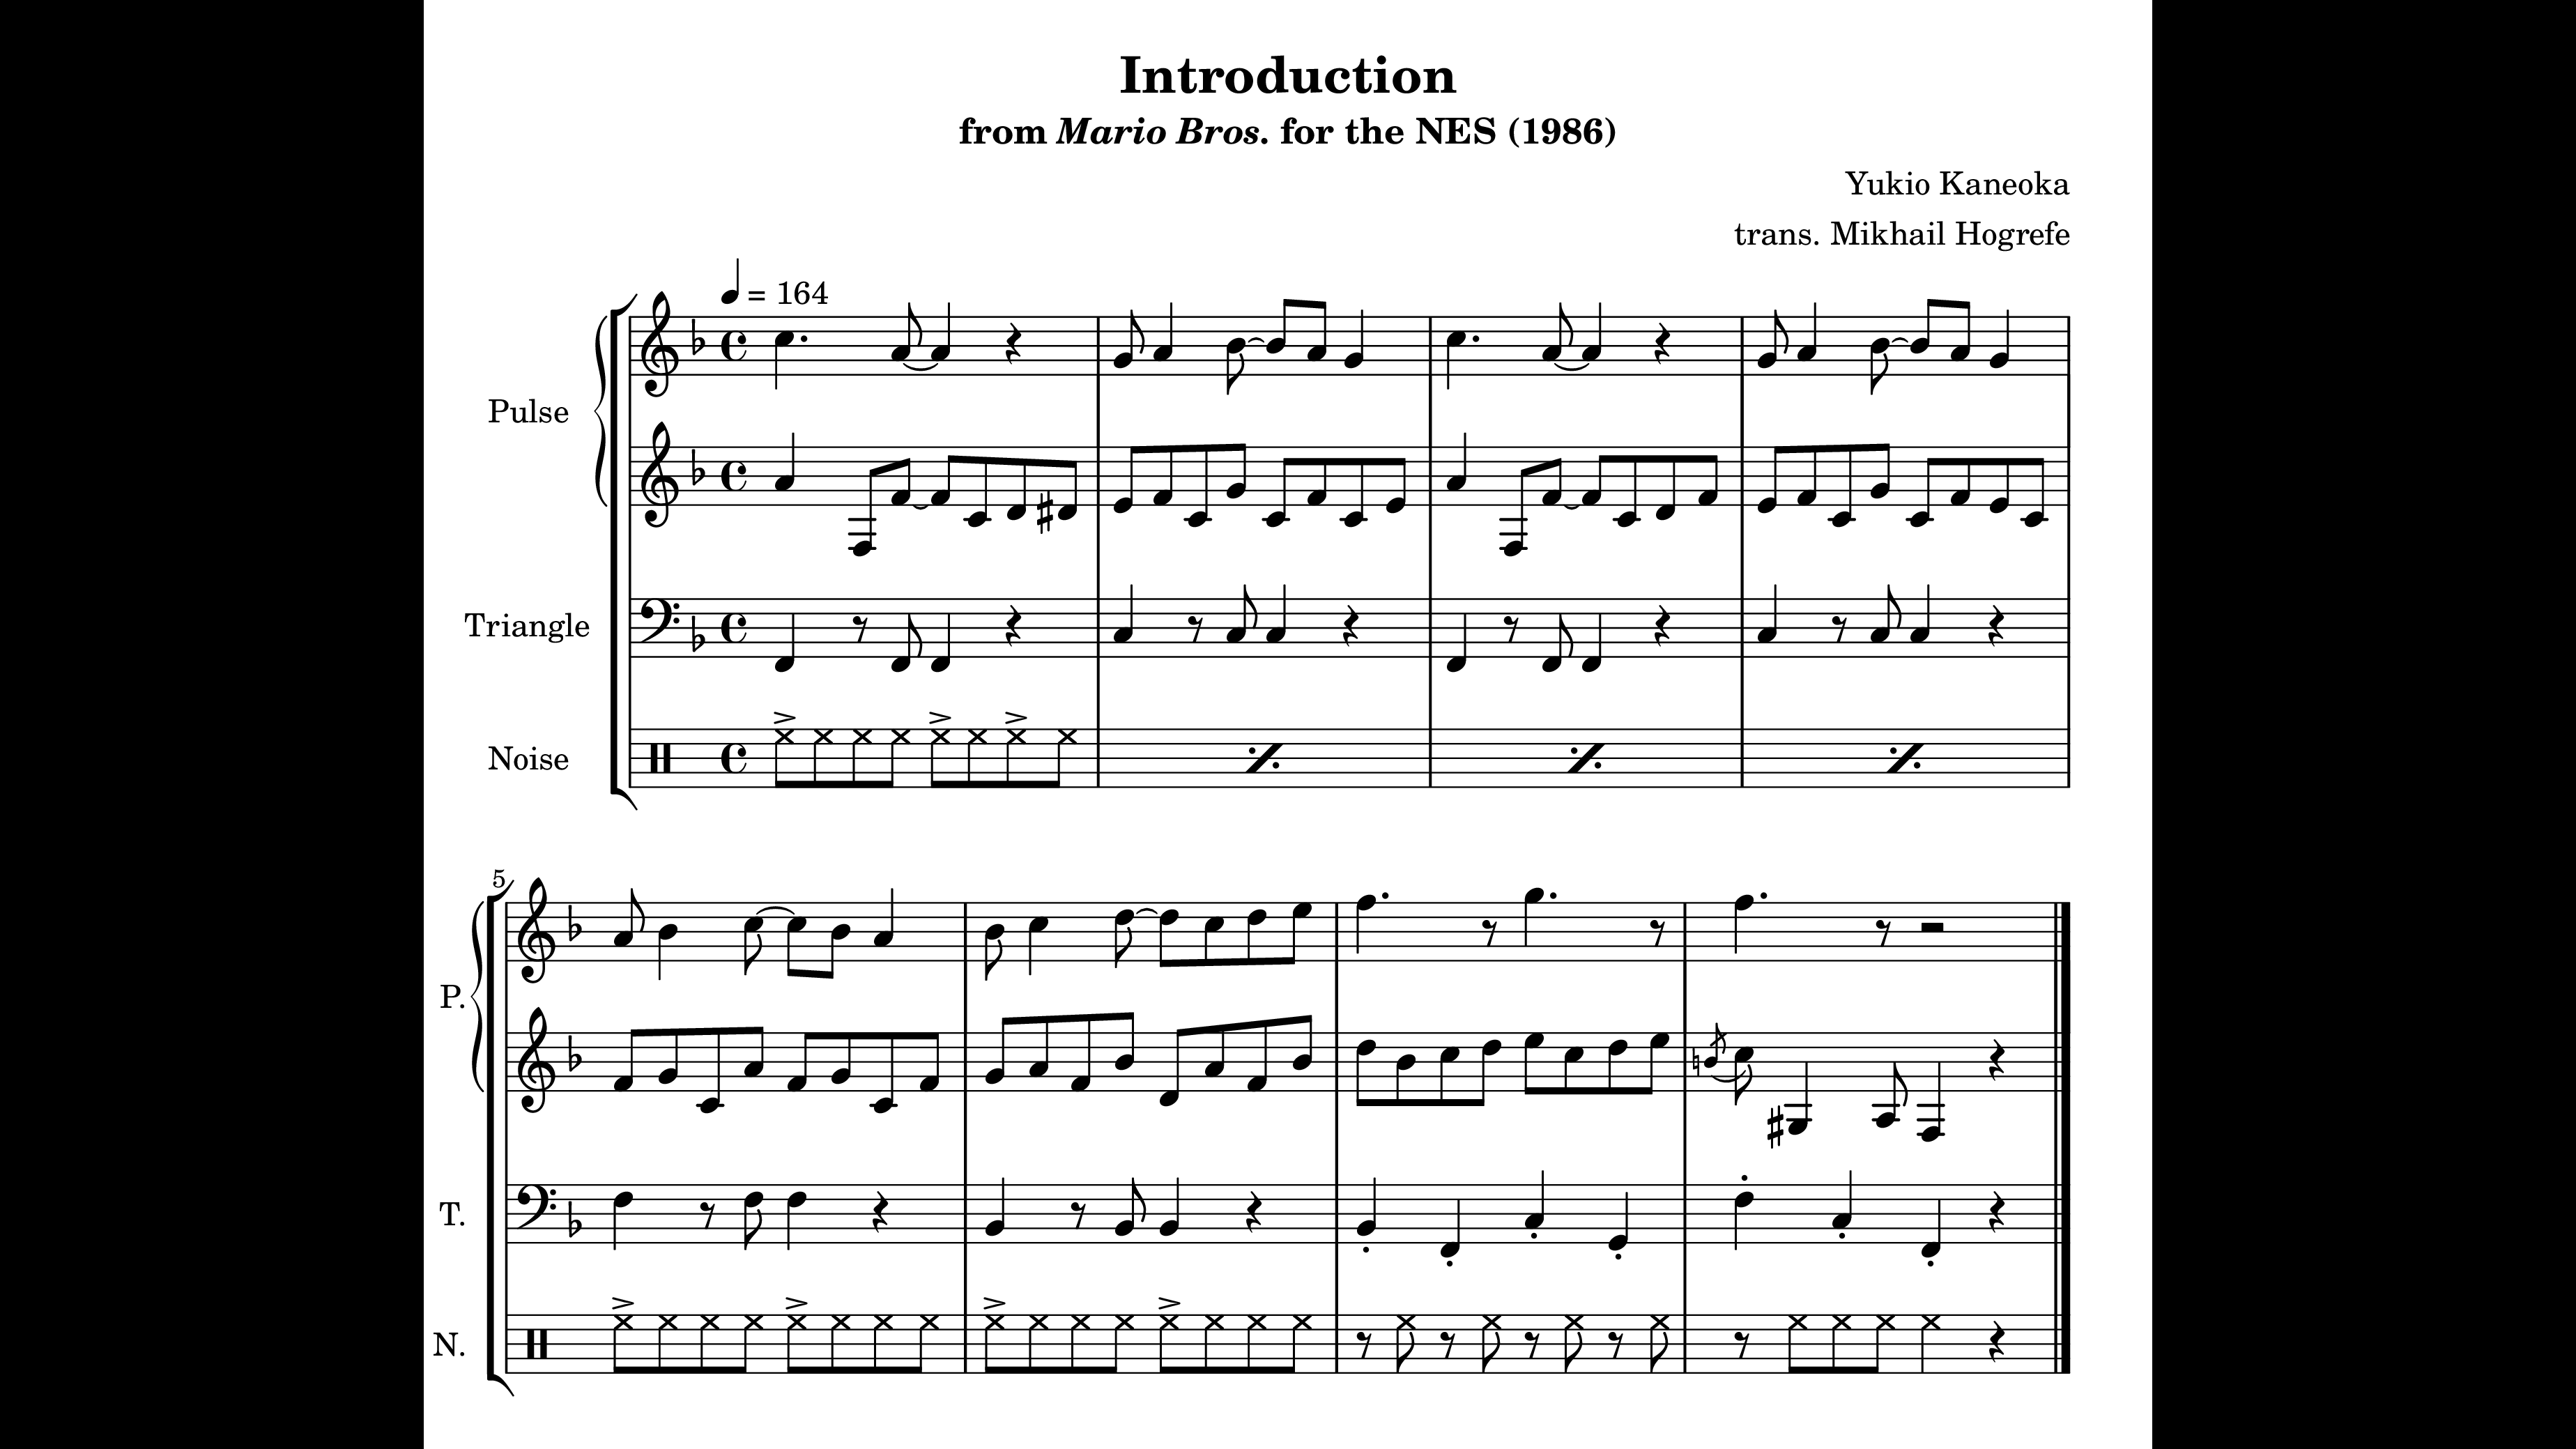 Introduction
from Mario Bros. for the NES (1986)
Yukio Kaneoka
trans. Mikhail Hogrefe
= 164
Pulse
Triangle
Noise
5
P.
T.
N.